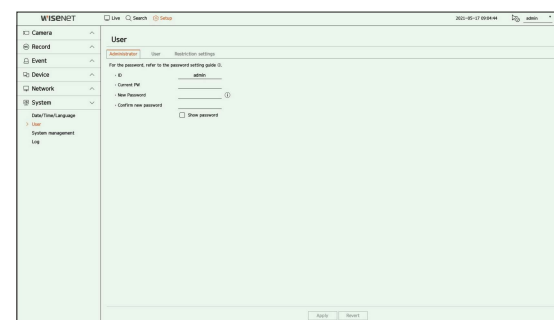 WISENET
Live Search Setup
2021-05-17 09:04:44 admin
Camera
Record
Event
Device
Network
System
Date/Time/Language
> User
System management
Log
User
Administrator User Restriction settings
For the password, refer to the password setting guide ⓘ.
- ID admin
- Current PW
- New Password
- Confirm new password
Show password
Apply Revert